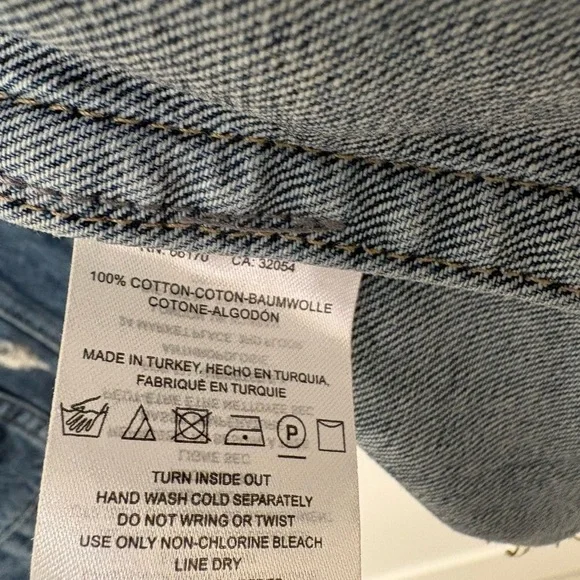 RN: 66170 CA: 32054
100% COTTON-COTON-BAUMWOLLE
COTONE-ALGODÓN
MADE IN TURKEY, HECHO EN TURQUIA,
FABRIQUÉ EN TURQUIE
P
TURN INSIDE OUT
HAND WASH COLD SEPARATELY
DO NOT WRING OR TWIST
USE ONLY NON-CHLORINE BLEACH
LINE DRY